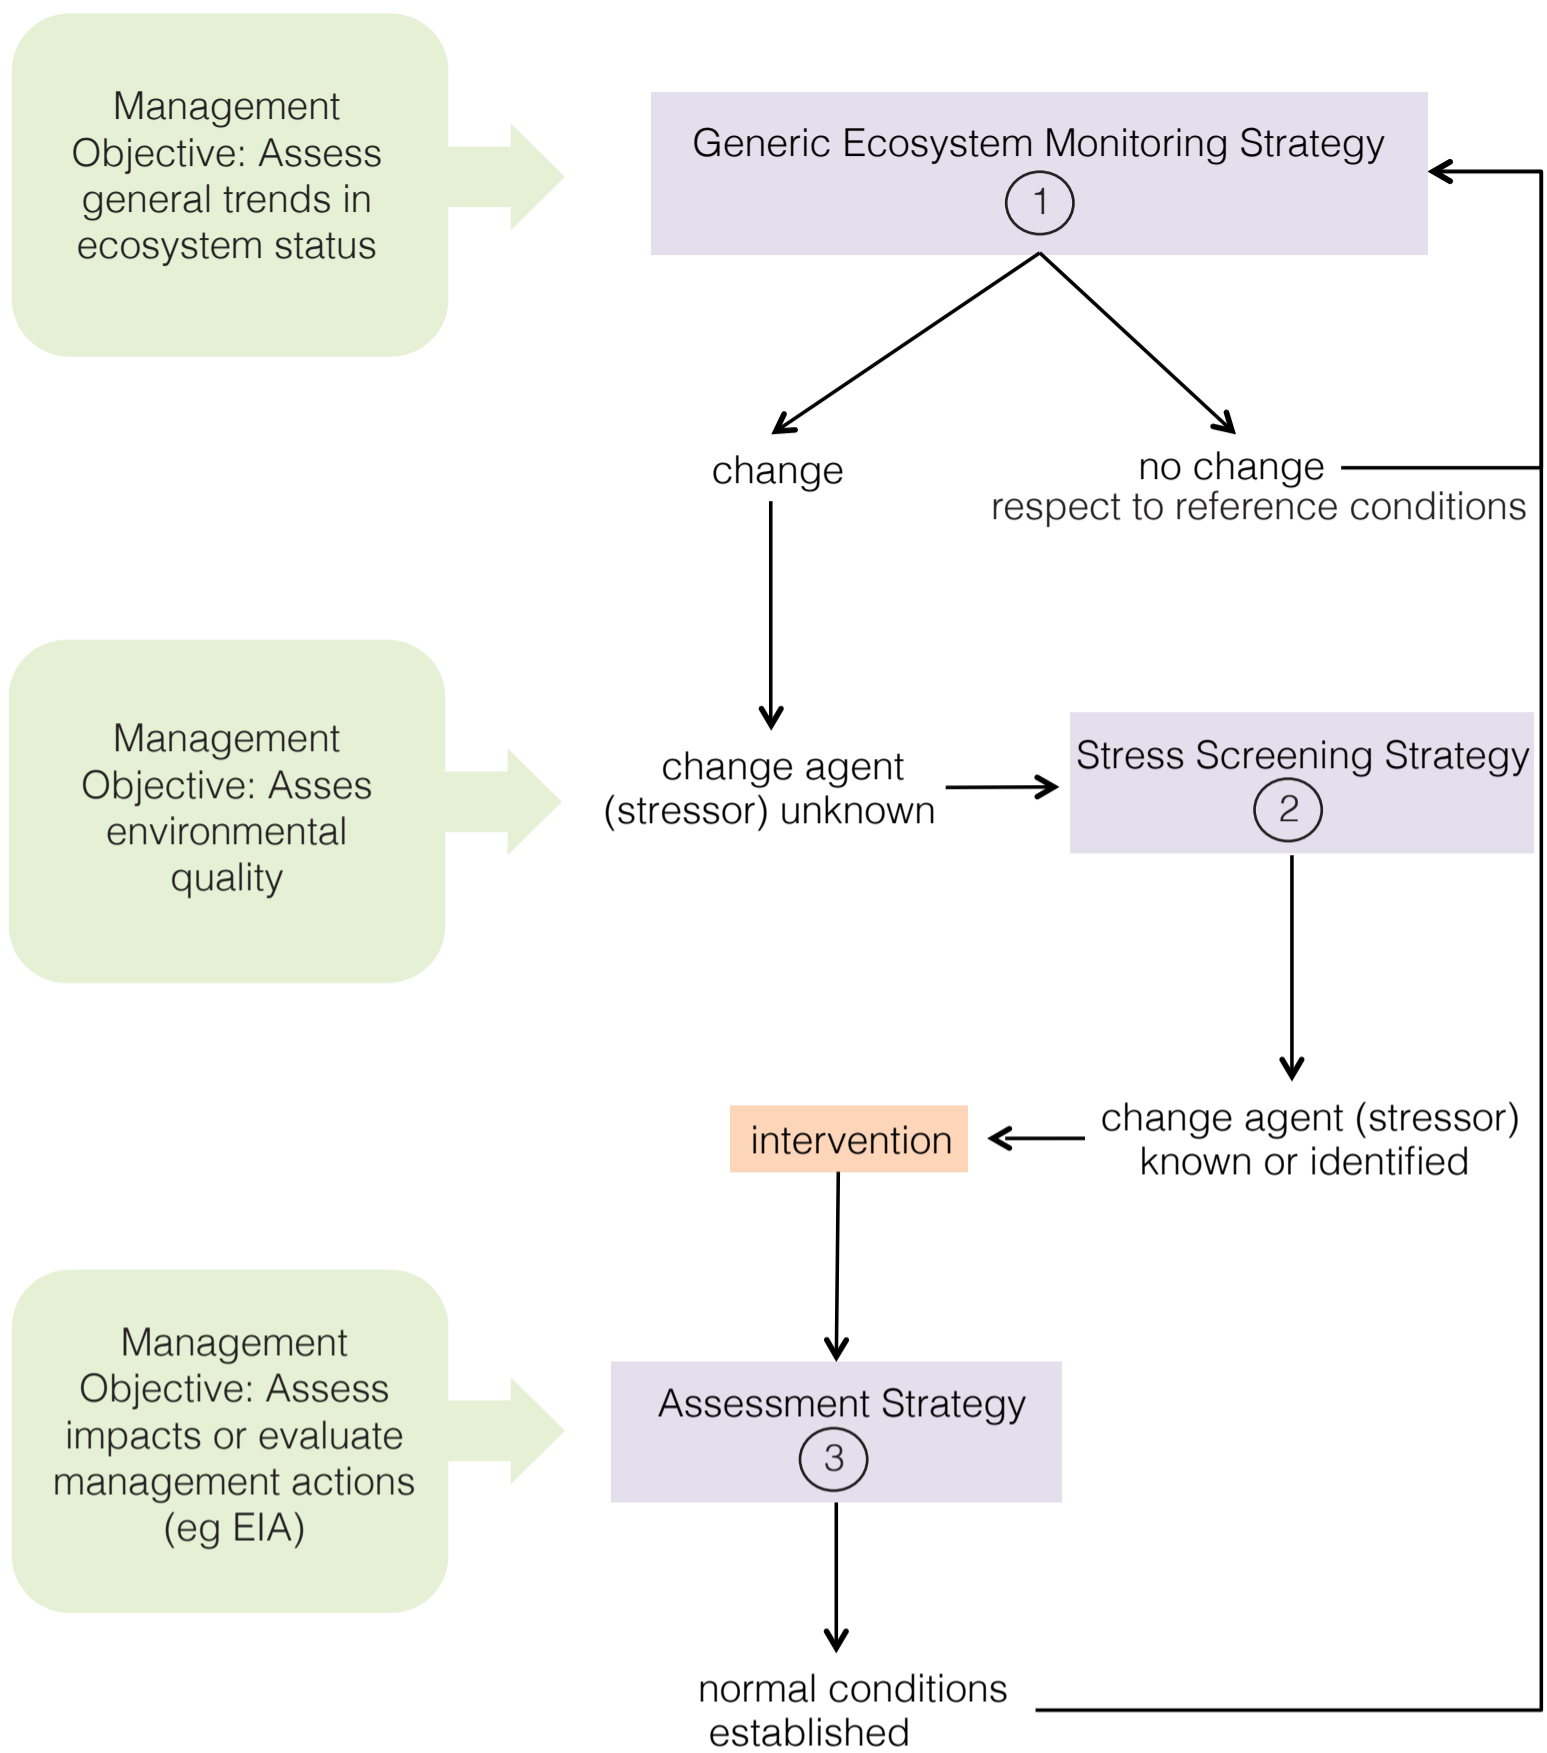 Management
Objective: Assess
general trends in
ecosystem status
Generic Ecosystem Monitoring Strategy
1
change
no change
respect to reference conditions
Management
Objective: Asses
environmental
quality
change agent
(stressor) unknown
Stress Screening Strategy
2
intervention
change agent (stressor)
known or identified
Management
Objective: Assess
impacts or evaluate
management actions
(eg EIA)
Assessment Strategy
3
normal conditions
established